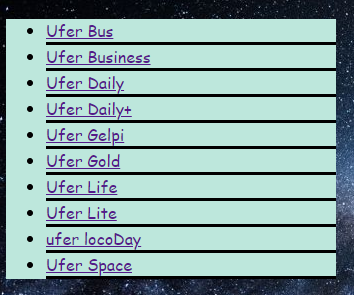 Ufer Bus
Ufer Business
Ufer Daily
Ufer Daily+
Ufer Gelpi
Ufer Gold
Ufer Life
Ufer Lite
ufer locoDay
Ufer Space